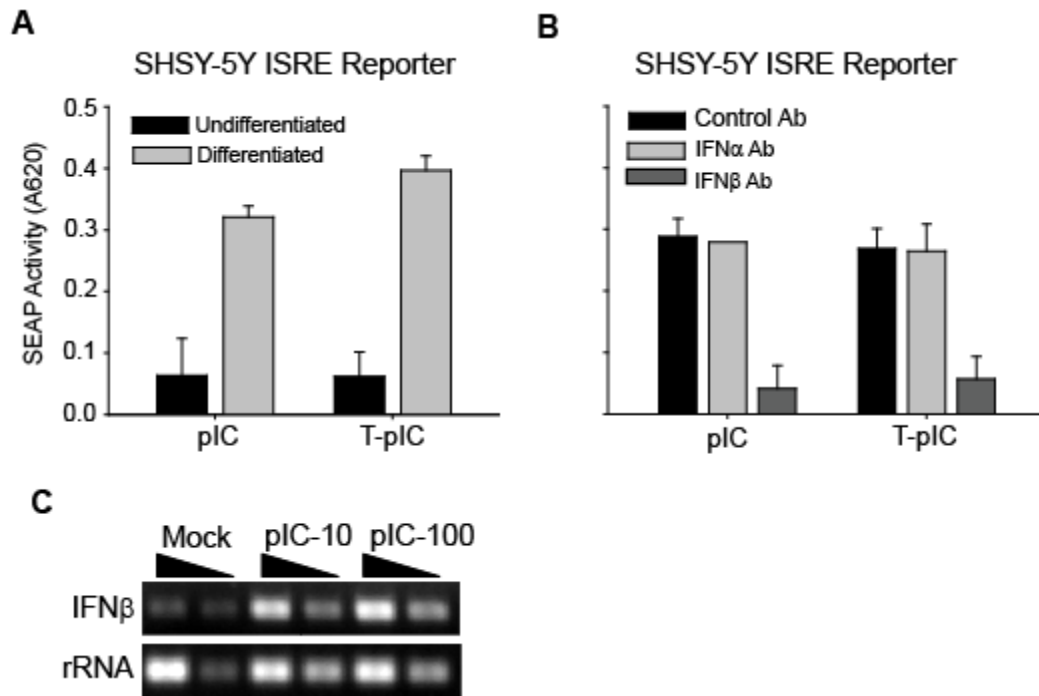 A
SHSY-5Y ISRE Reporter
Undifferentiated
Differentiated
SEAP Activity (A620)
0.5
0.4
0.3
0.2
0.1
0.0
pIC
T-pIC
B
SHSY-5Y ISRE Reporter
Control Ab
IFNα Ab
IFNβ Ab
pIC
T-pIC
C
Mock
pIC-10
pIC-100
IFNβ
rRNA